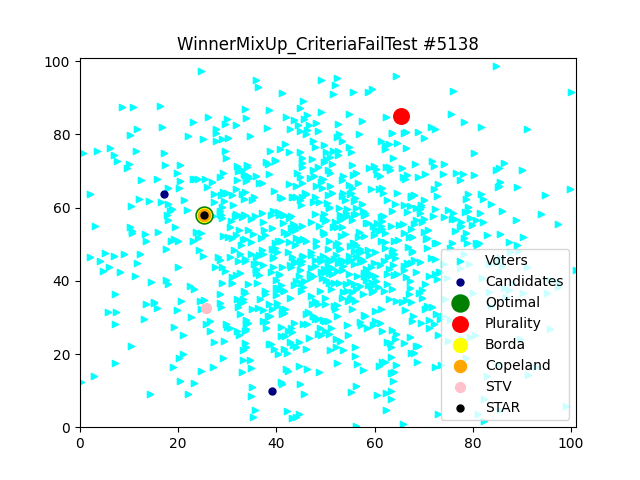 WinnerMixUp_CriteriaFailTest #5138
100
80
60
40
20
0
0
20
40
60
80
100
Voters
Candidates
Optimal
Plurality
Borda
Copeland
STV
STAR